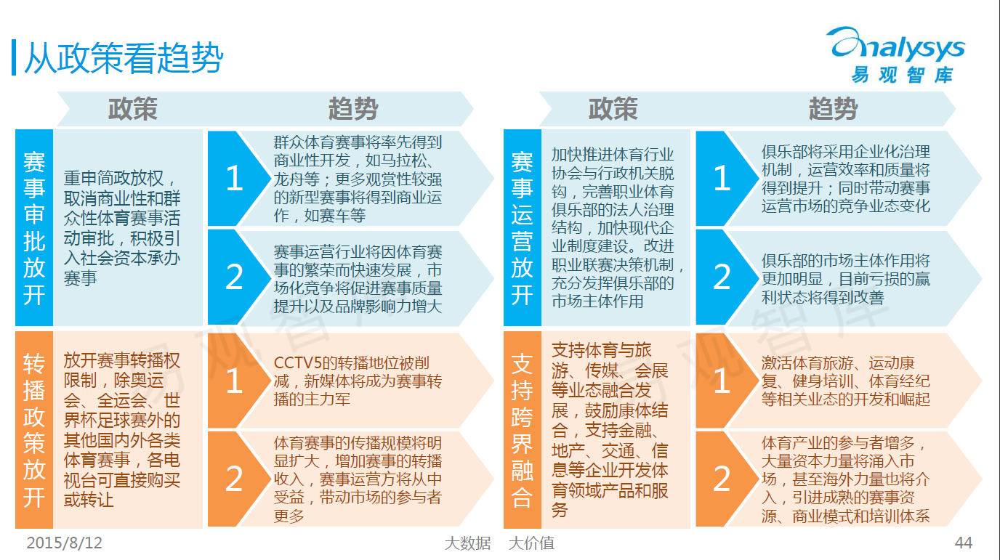 从政策看趋势
analysys
易观智库
政策
趋势
政策
趋势
赛事审批放开
重申简政放权，
取消商业性和群
众性体育赛事活
动审批，积极引
入社会资本承办
赛事
1
群众体育赛事将率先得到
商业性开发，如马拉松、
龙舟等；更多观赏性较强
的新型赛事将得到商业运
作，如赛车等
2
赛事运营行业将因体育赛
事的繁荣而快速发展，市
场化竞争将促进赛事质量
提升以及品牌影响力增大
赛事运营放开
加快推进体育行业
协会与行政机关脱
钩，完善职业体育
俱乐部的法人治理
结构，加快现代企
业制度建设。改进
职业联赛决策机制，
充分发挥俱乐部的
市场主体作用
1
俱乐部将采用企业化治理
机制，运营效率和质量将
得到提升；同时带动赛事
运营市场的竞争业态变化
2
俱乐部的市场主体作用将
更加明显，目前亏损的赢
利状态将得到改善
转播政策放开
放开赛事转播权
限制，除奥运
会、全运会、世
界杯足球赛外的
其他国内外各类
体育赛事，各电
视台可直接购买
或转让
1
CCTV5的转播地位被削
减，新媒体将成为赛事转
播的主力军
2
体育赛事的传播规模将明
显扩大，增加赛事的转播
收入，赛事运营方将从中
受益，带动市场的参与者
更多
支持跨界融合
支持体育与旅
游、传媒、会展
等业态融合发
展，鼓励康体结
合，支持金融、
地产、交通、信
息等企业开发体
育领域产品和服
务
1
激活体育旅游、运动康
复、健身培训、体育经纪
等相关业态的开发和崛起
2
体育产业的参与者增多，
大量资本力量将涌入市
场，甚至海外力量也将介
入，引进成熟的赛事资
源、商业模式和培训体系
易观智库
易观智库
2015/8/12
大数据 大价值
44